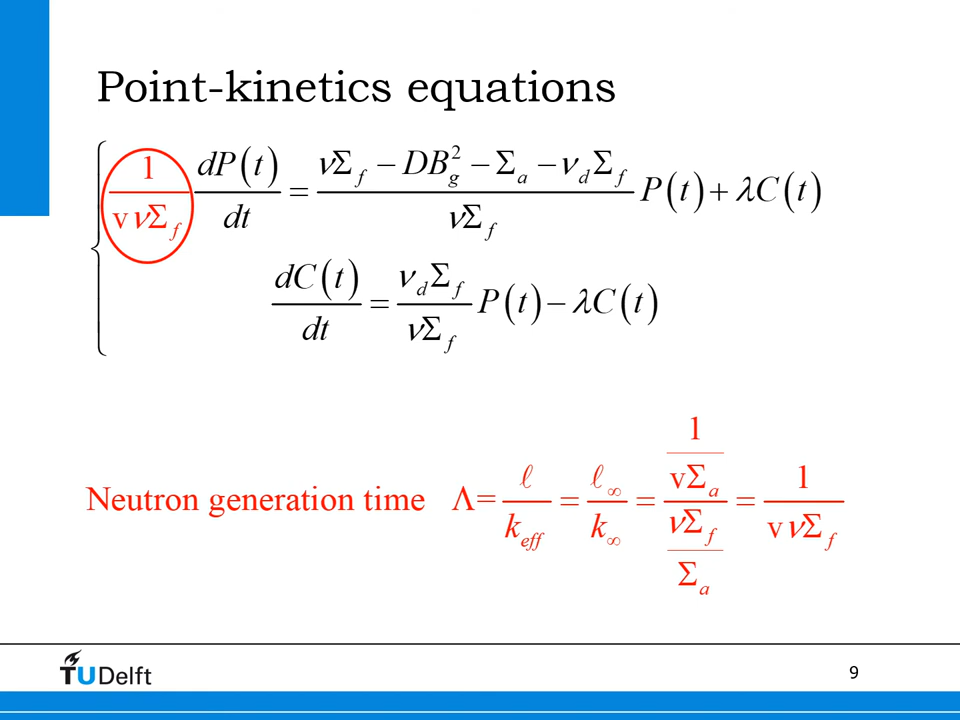 Point-kinetics equations
1/(vνΣ_f) dP(t)/dt = (νΣ_f − DB_g^2 − Σ_a − ν_dΣ_f)/(νΣ_f) P(t) + λC(t)
dC(t)/dt = (ν_dΣ_f)/(νΣ_f) P(t) − λC(t)
Neutron generation time Λ= ℓ/k_eff = ℓ_∞/k_∞ = (1/(vΣ_a))/(νΣ_f/Σ_a) = 1/(vνΣ_f)
TUDelft
9